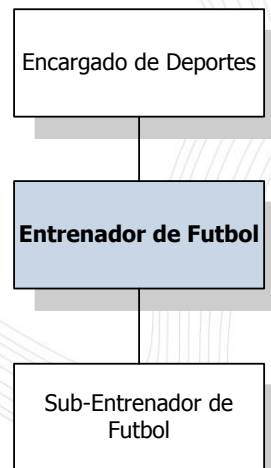 Encargado de Deportes
Entrenador de Futbol
Sub-Entrenador de
Futbol